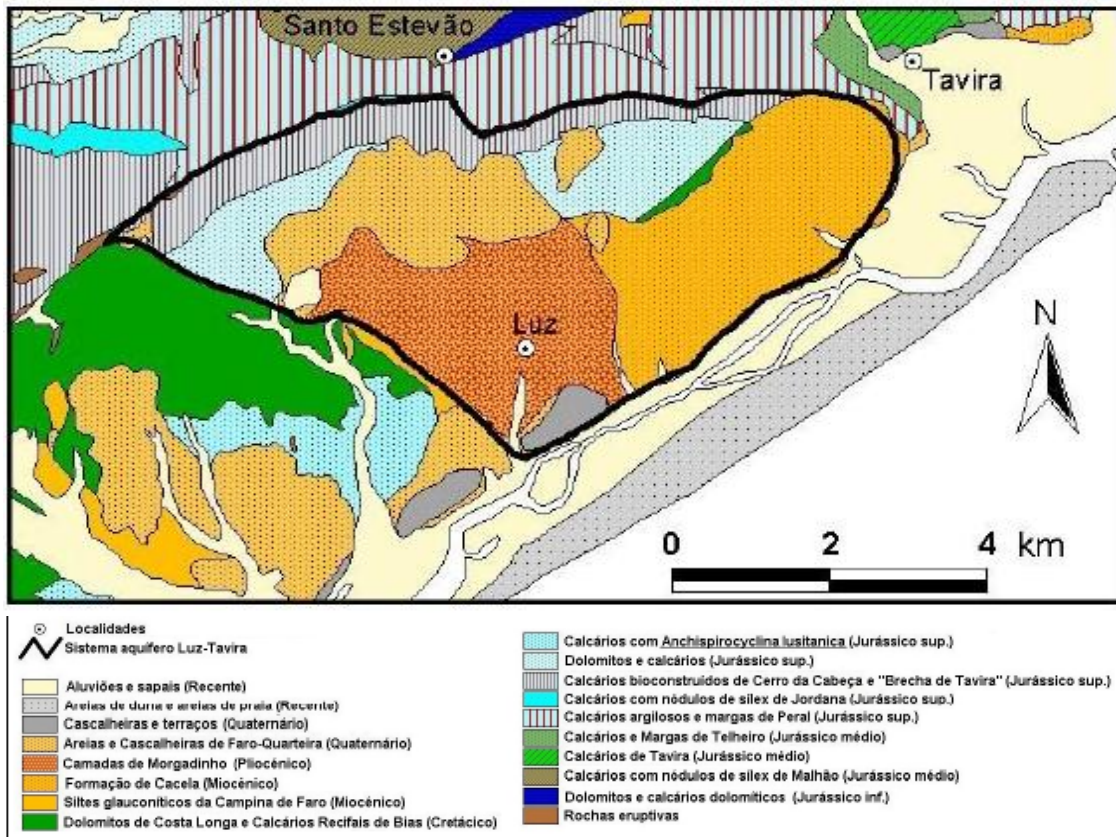 Santo Estevão
Tavira
Luz
N
0 2 4 km
Localidades
Sistema aquífero Luz-Tavira
Aluviões e sapais (Recente)
Areias de duna e areias de praia (Recente)
Cascalheiras e terraços (Quaternário)
Areias e Cascalheiras de Faro-Quarteira (Quaternário)
Camadas de Morgadinho (Pliocénico)
Formação de Cacela (Miocénico)
Siltes glauconíticos da Campina de Faro (Miocénico)
Dolomitos de Costa Longa e Calcários Recifais de Bias (Cretácico)
Calcários com Anchispirocyclina lusitanica (Jurássico sup.)
Dolomitos e calcários (Jurássico sup.)
Calcários bioconstruídos de Cerro da Cabeça e "Brecha de Tavira" (Jurássico sup.)
Calcários com nódulos de sílex de Jordana (Jurássico sup.)
Calcários argilosos e margas de Peral (Jurássico sup.)
Calcários e Margas de Telheiro (Jurássico médio)
Calcários de Tavira (Jurássico médio)
Calcários com nódulos de sílex de Malhão (Jurássico médio)
Dolomitos e calcários dolomíticos (Jurássico inf.)
Rochas eruptivas